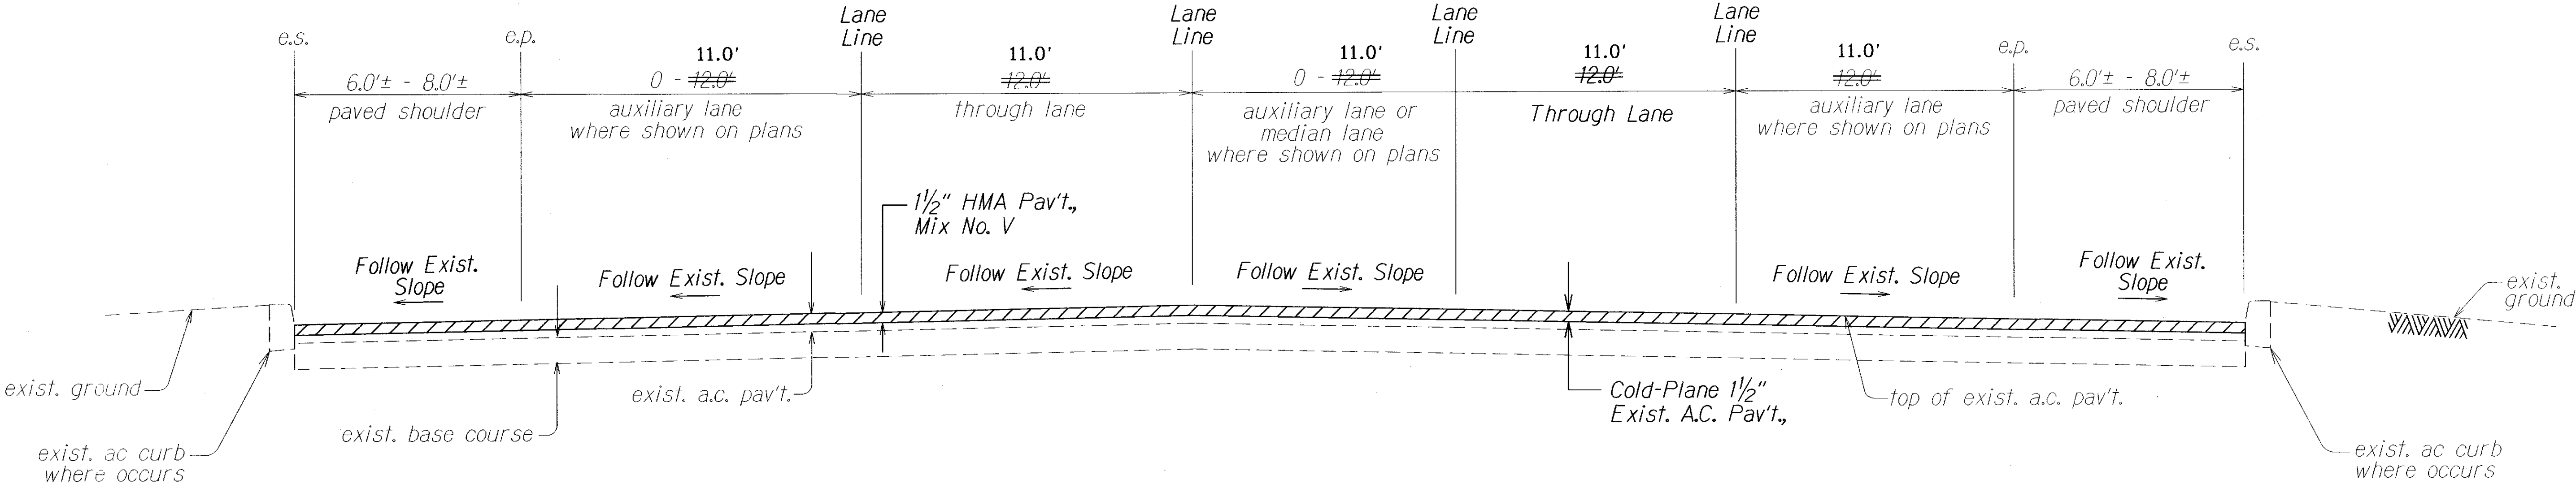 Lane Line
Lane Line
Lane Line
Lane Line
e.s.
e.p.
e.p.
e.s.
11.0'
11.0'
11.0'
11.0'
11.0'
6.0'± - 8.0'±
0 - 12.0'
12.0'
0 - 12.0'
12.0'
12.0'
6.0'± - 8.0'±
paved shoulder
auxiliary lane
where shown on plans
through lane
auxiliary lane or
median lane
where shown on plans
Through Lane
auxiliary lane
where shown on plans
paved shoulder
1½" HMA Pav't.,
Mix No. V
Follow Exist.
Slope
Follow Exist. Slope
Follow Exist. Slope
Follow Exist. Slope
Follow Exist. Slope
Follow Exist.
Slope
exist.
ground
exist. ground
exist. ac curb
where occurs
exist. base course
exist. a.c. pav't.
Cold-Plane 1½"
Exist. A.C. Pav't.,
top of exist. a.c. pav't.
exist. ac curb
where occurs